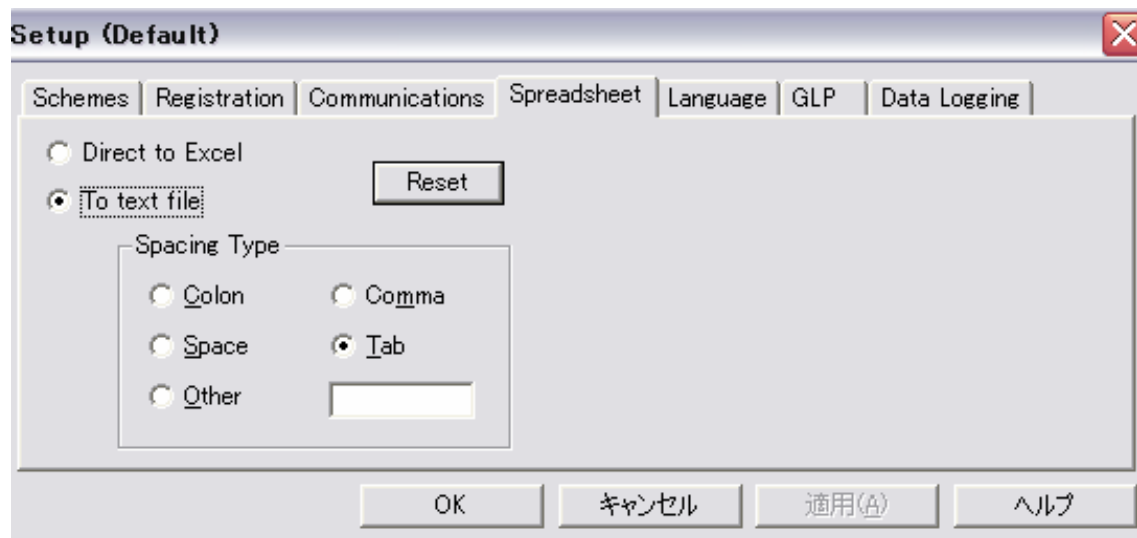 Setup (Default)
Schemes Registration Communications Spreadsheet Language GLP Data Logging
Direct to Excel
Reset
To text file
Spacing Type
Colon Comma
Space Tab
Other
OK キャンセル 適用(A) ヘルプ